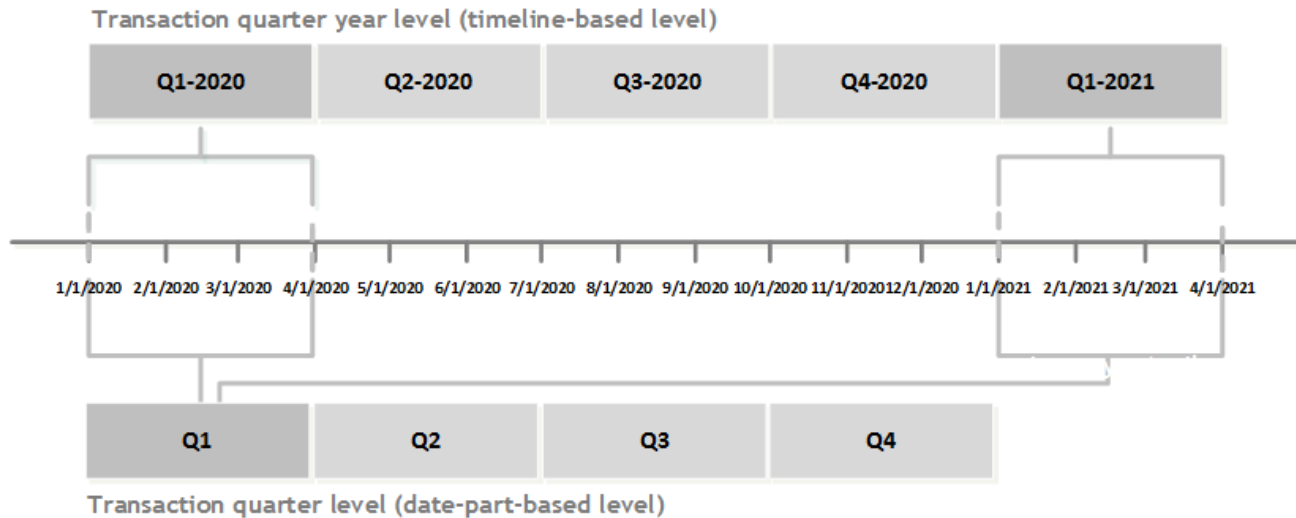 Transaction quarter year level (timeline-based level)
Q1-2020 Q2-2020 Q3-2020 Q4-2020 Q1-2021
1/1/2020 2/1/2020 3/1/2020 4/1/2020 5/1/2020 6/1/2020 7/1/2020 8/1/2020 9/1/2020 10/1/2020 11/1/2020 12/1/2020 1/1/2021 2/1/2021 3/1/2021 4/1/2021
Q1 Q2 Q3 Q4
Transaction quarter level (date-part-based level)